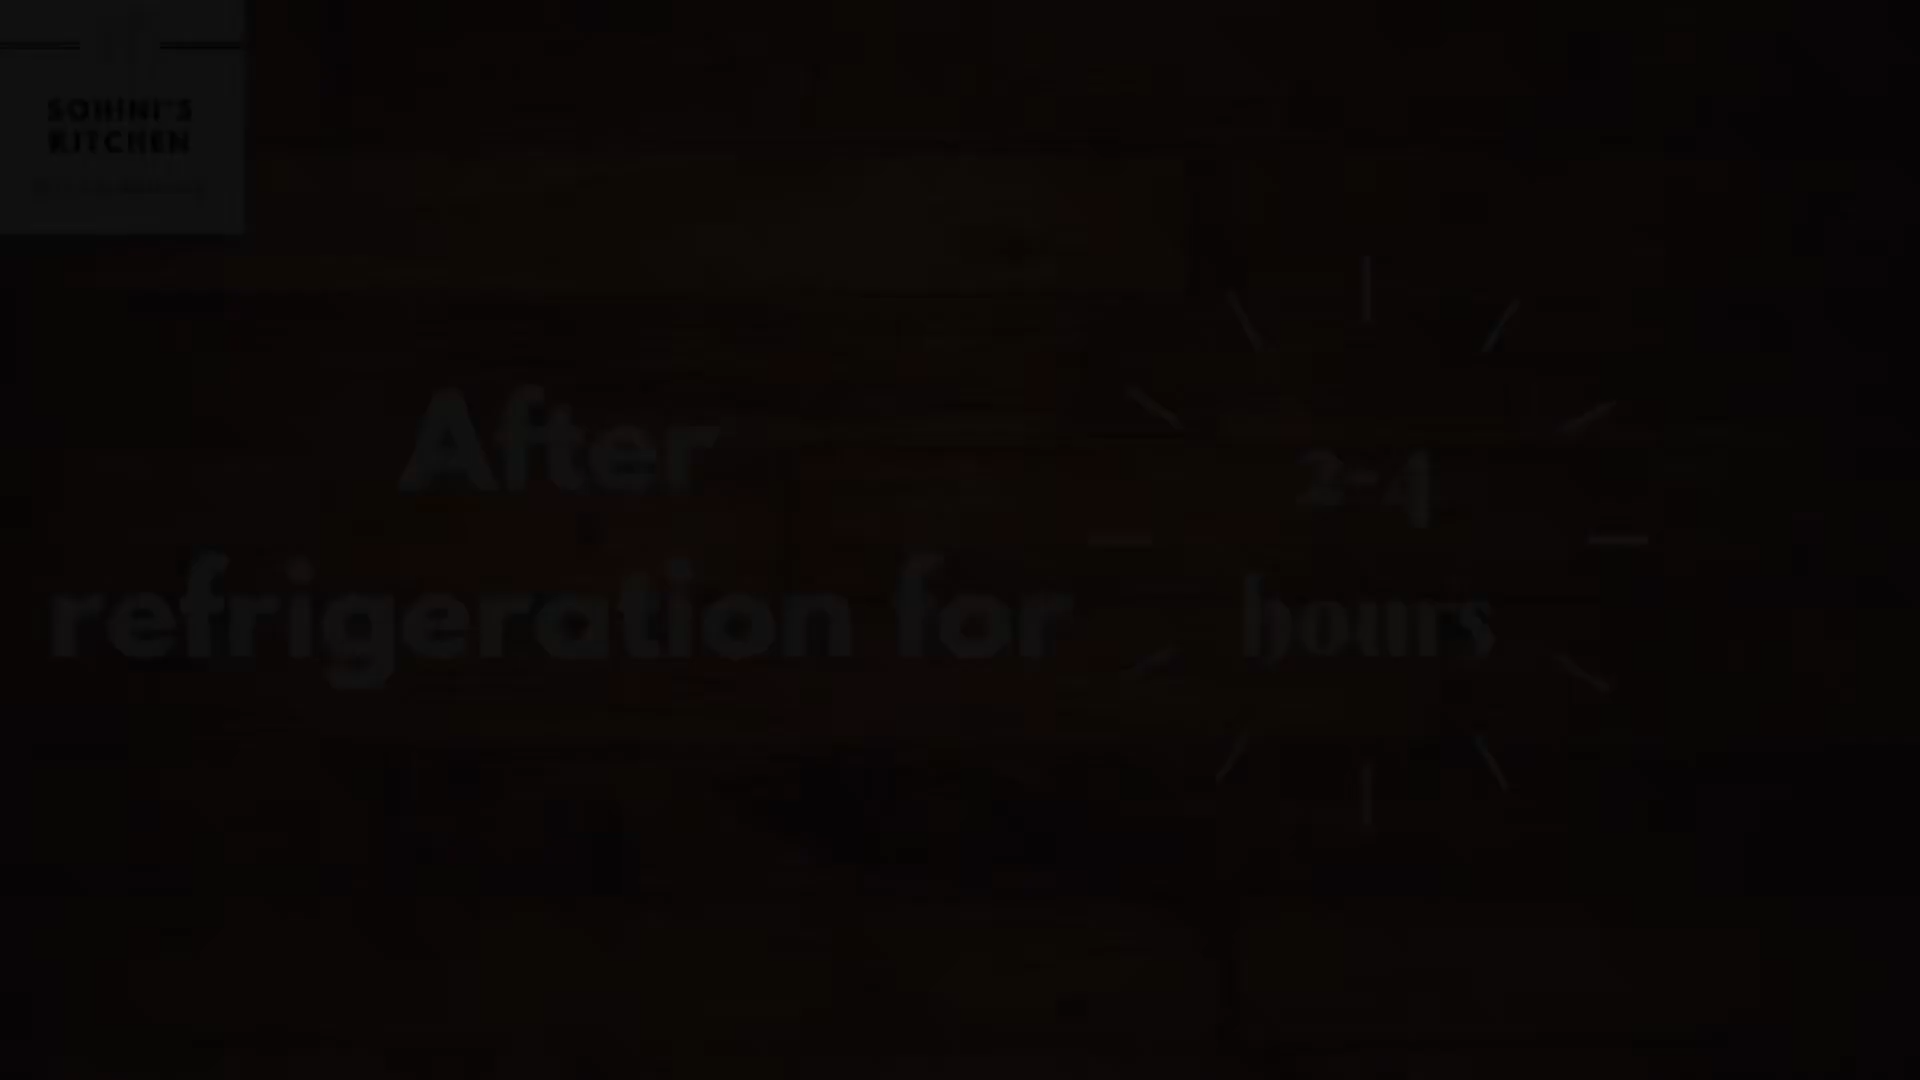 SOHINI'S
KITCHEN
After
refrigeration for
2-4
hours